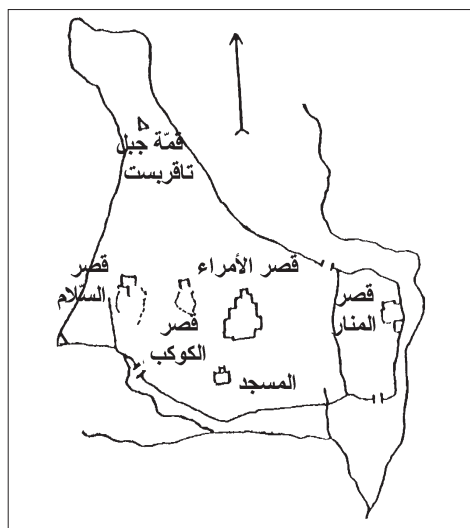 قمّة جبل
تاقربست
قصر
السّلام
قصر الأمراء
قصر
المنار
قصر
الكوكب
المسجد